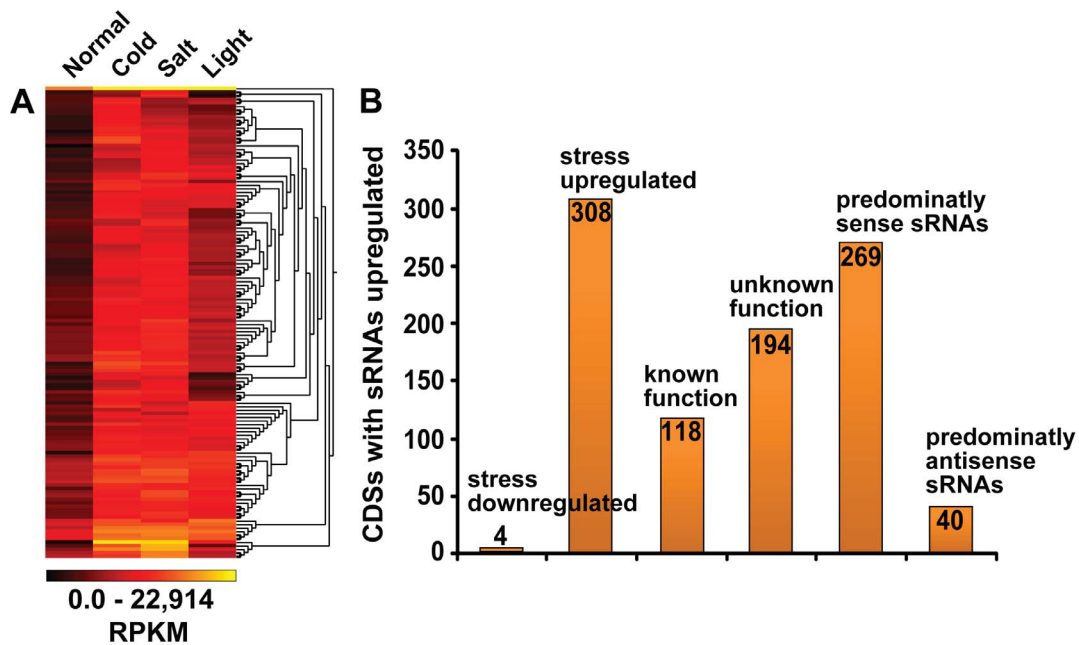 Normal
Cold
Salt
Light
A
0.0 - 22,914
RPKM
B
CDSs with sRNAs upregulated
350
300
250
200
150
100
50
0
stress
downregulated
4
stress
upregulated
308
known
function
118
unknown
function
194
predominatly
sense sRNAs
269
predominatly
antisense
sRNAs
40